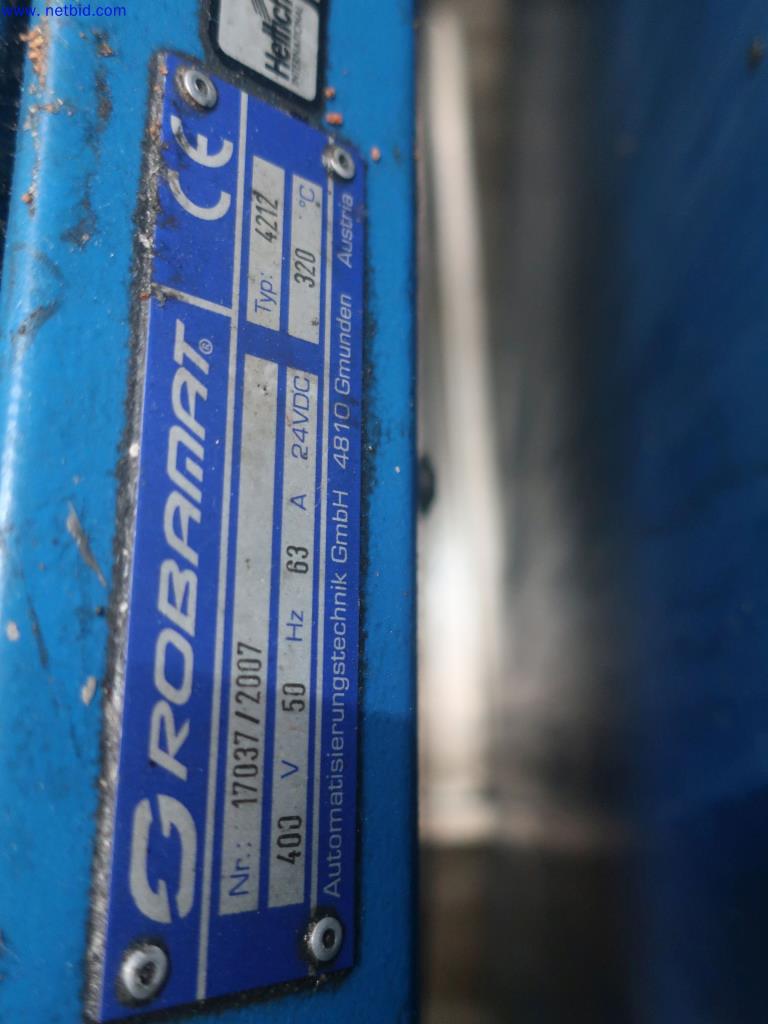 www.netbid.com
INTERNATIONAL
ROBAMAT® CE
Nr.: 17037/2007 Typ: 4212
400 V 50 Hz 63 A 24VDC 320 °C
Automatisierungstechnik GmbH 4810 Gmunden Austria